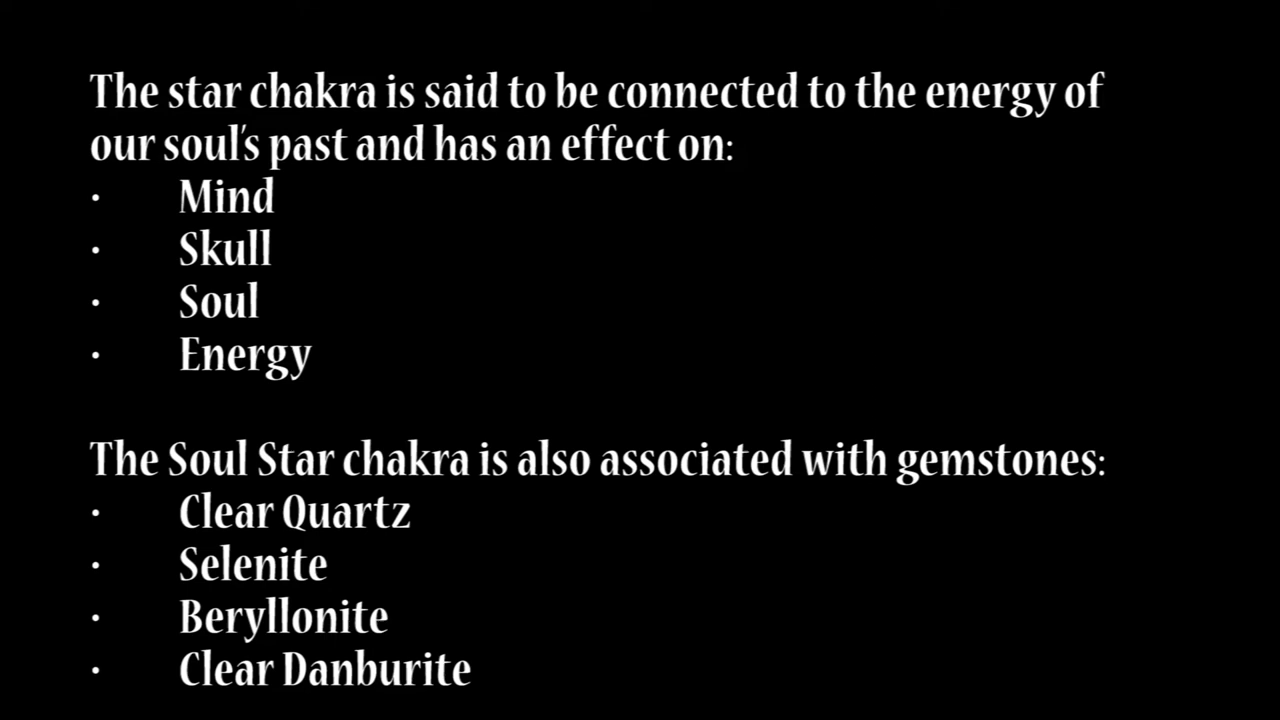 The star chakra is said to be connected to the energy of
our soul's past and has an effect on:
· Mind
· Skull
· Soul
· Energy
The Soul Star chakra is also associated with gemstones:
· Clear Quartz
· Selenite
· Beryllonite
· Clear Danburite